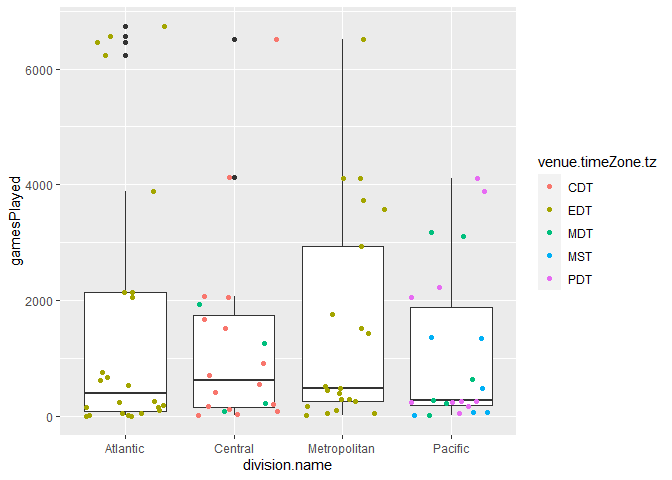 6000
4000
2000
0
gamesPlayed
Atlantic Central Metropolitan Pacific
division.name
venue.timeZone.tz
CDT
EDT
MDT
MST
PDT